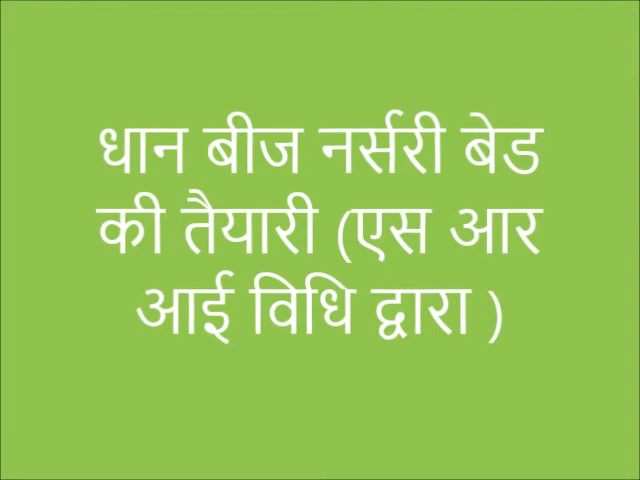 धान बीज नर्सरी बेड
की तैयारी (एस आर
आई विधि द्वारा )